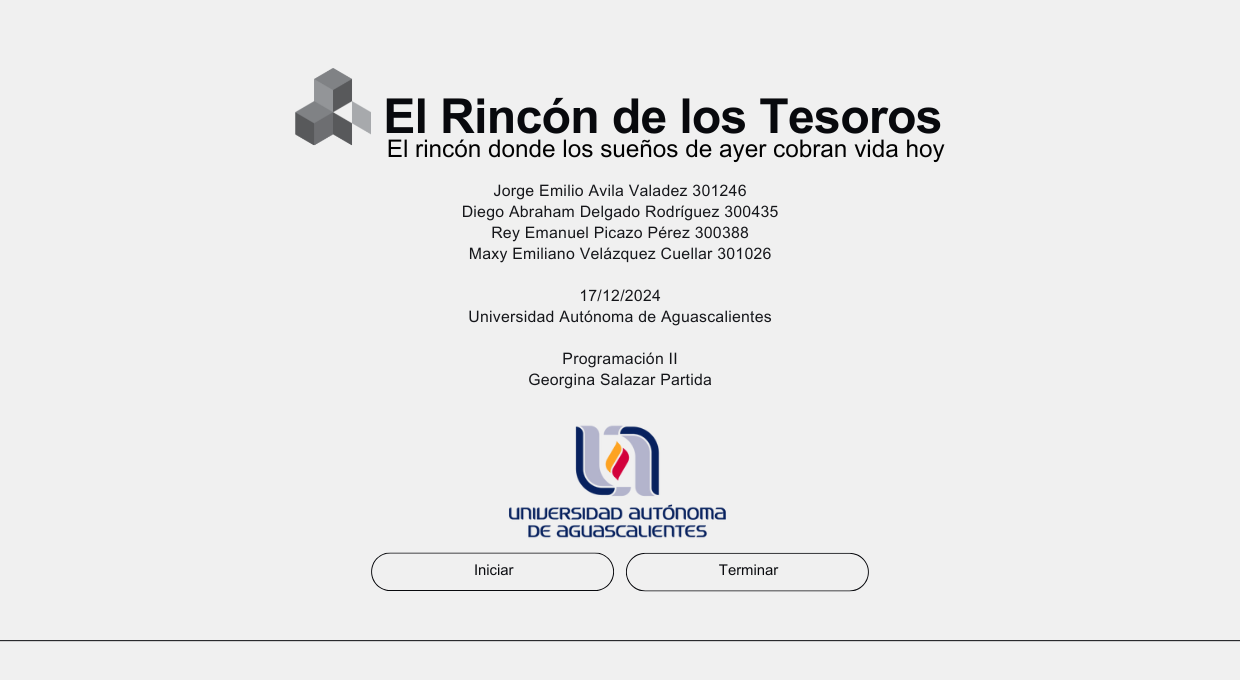 El Rincón de los Tesoros
El rincón donde los sueños de ayer cobran vida hoy
Jorge Emilio Avila Valadez 301246
Diego Abraham Delgado Rodríguez 300435
Rey Emanuel Picazo Pérez 300388
Maxy Emiliano Velázquez Cuellar 301026
17/12/2024
Universidad Autónoma de Aguascalientes
Programación II
Georgina Salazar Partida
UNIVERSIDAD AUTÓNOMA
DE AGUASCALIENTES
Iniciar
Terminar